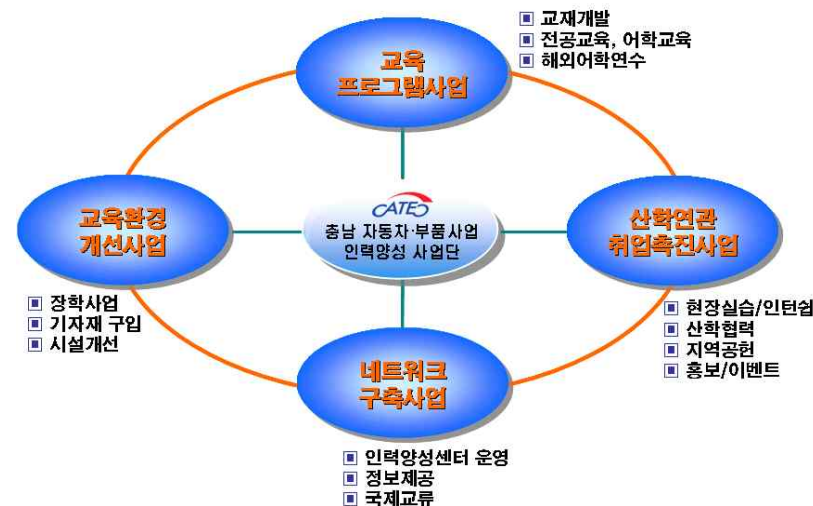 교육
프로그램사업
교재개발
전공교육, 어학교육
해외어학연수
교육환경
개선사업
장학사업
기자재 구입
시설개선
CATEC
충남 자동차·부품사업
인력양성 사업단
산학연관
취업촉진사업
현장실습/인턴쉽
산학협력
지역공헌
홍보/이벤트
네트워크
구축사업
인력양성센터 운영
정보제공
국제교류